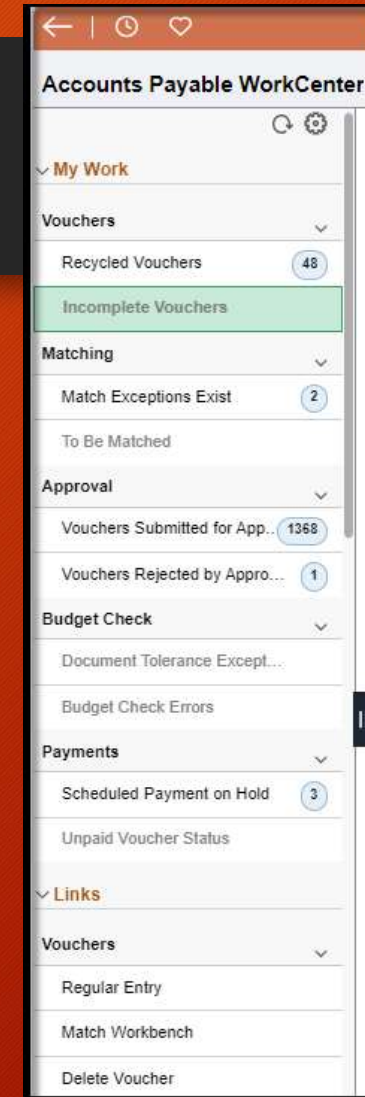 Accounts Payable WorkCenter
My Work
Vouchers
Recycled Vouchers 48
Incomplete Vouchers
Matching
Match Exceptions Exist 2
To Be Matched
Approval
Vouchers Submitted for App.. 1368
Vouchers Rejected by Appro... 1
Budget Check
Document Tolerance Except...
Budget Check Errors
Payments
Scheduled Payment on Hold 3
Unpaid Voucher Status
Links
Vouchers
Regular Entry
Match Workbench
Delete Voucher